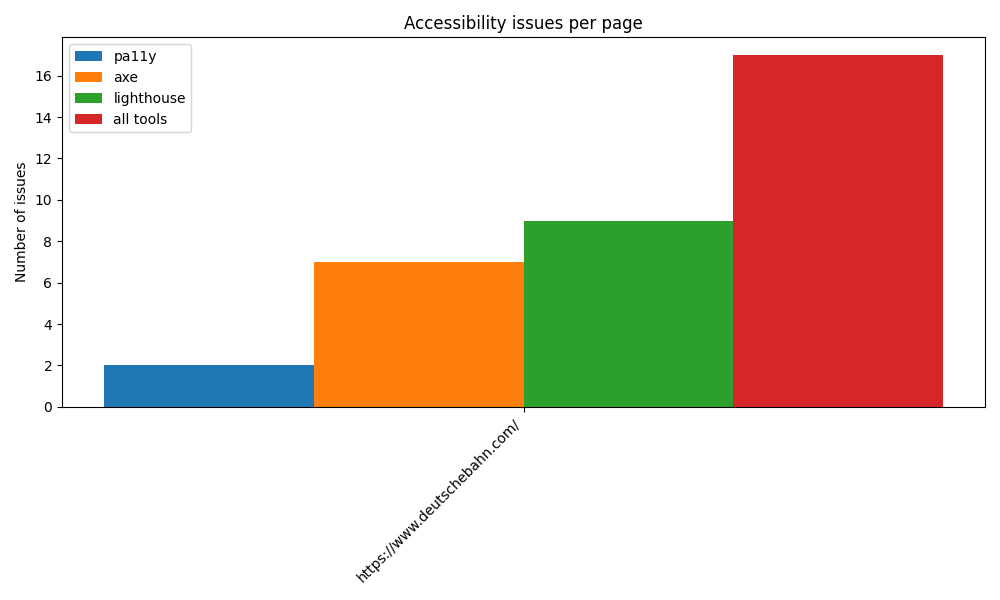 Accessibility issues per page
pa11y
axe
lighthouse
all tools
Number of issues
16
14
12
10
8
6
4
2
0
https://www.deutschebahn.com/